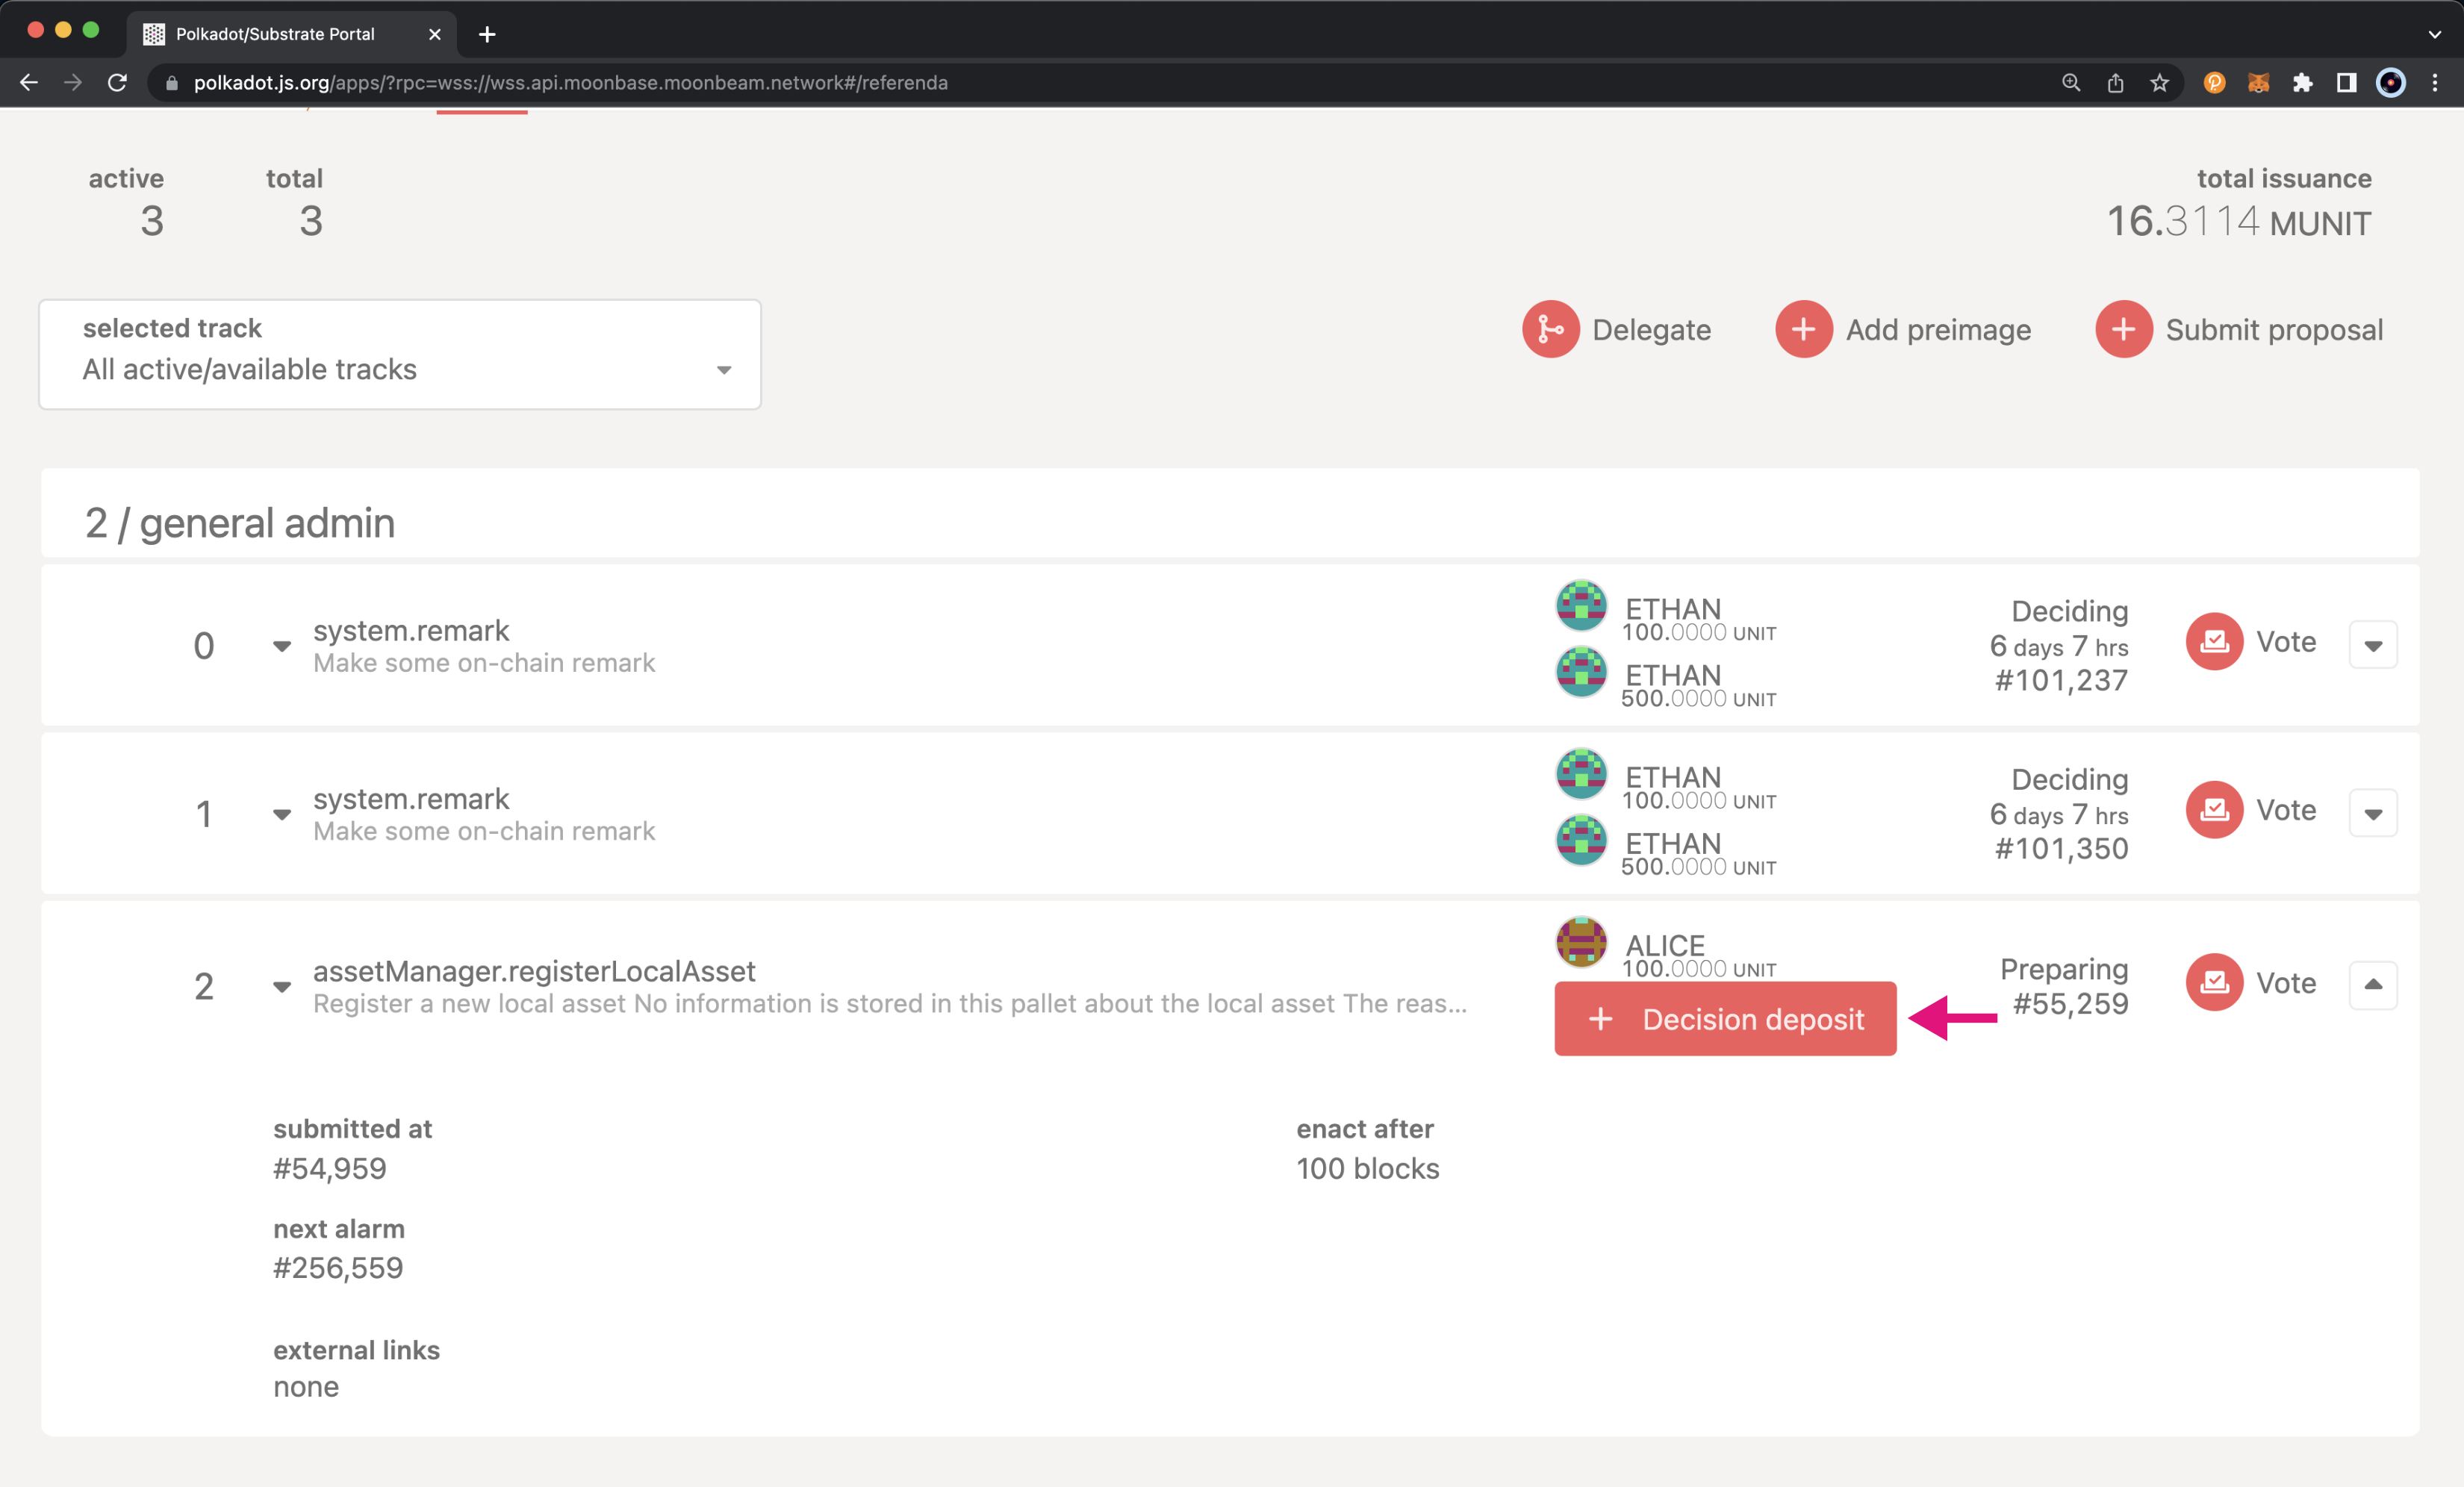 Polkadot/Substrate Portal
polkadot.js.org/apps/?rpc=wss://wss.api.moonbase.moonbeam.network#/referenda
active
3
total
3
total issuance
16.3114 MUNIT
selected track
All active/available tracks
Delegate
Add preimage
Submit proposal
2 / general admin
0
system.remark
Make some on-chain remark
ETHAN
100.0000 UNIT
ETHAN
500.0000 UNIT
Deciding
6 days 7 hrs
#101,237
Vote
1
system.remark
Make some on-chain remark
ETHAN
100.0000 UNIT
ETHAN
500.0000 UNIT
Deciding
6 days 7 hrs
#101,350
Vote
2
assetManager.registerLocalAsset
Register a new local asset No information is stored in this pallet about the local asset The reas...
ALICE
100.0000 UNIT
Decision deposit
Preparing
#55,259
Vote
submitted at
#54,959
enact after
100 blocks
next alarm
#256,559
external links
none